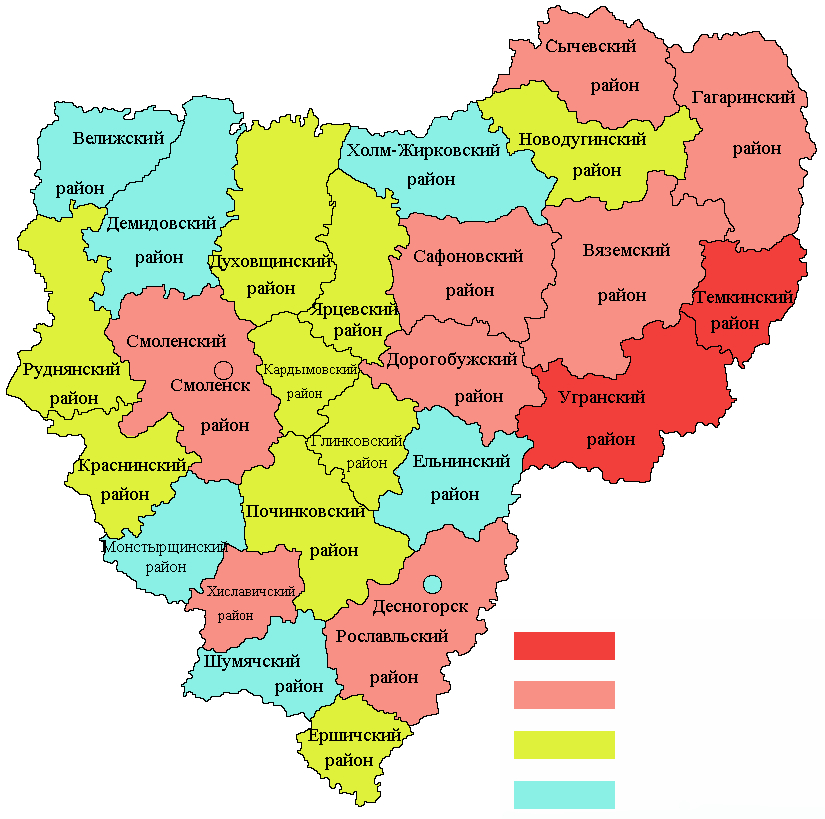 Сычевский
район
Гагаринский
район
Новодугинский
район
Велижский
район
Холм-Жирковский
район
Демидовский
район
Духовщинский
район
Сафоновский
район
Вяземский
район
Темкинский
район
Ярцевский
район
Смоленский
Смоленск
район
Руднянский
район
Кардымовский
район
Дорогобужский
район
Угранский
район
Глинковский
район
Ельнинский
район
Краснинский
район
Починковский
район
Монстырщинский
район
Хиславичский
район
Десногорск
Рославльский
район
Шумячский
район
Ершичский
район